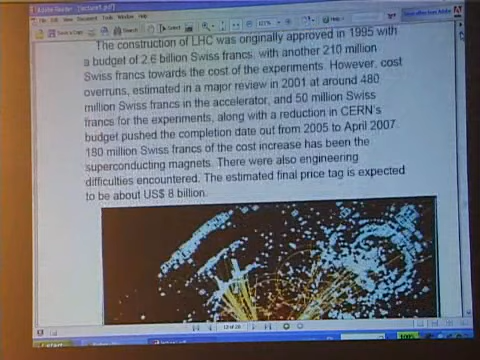 The construction of LHC was originally approved in 1995 with
a budget of 2.6 billion Swiss francs, with another 210 million
Swiss francs towards the cost of the experiments. However, cost
overruns, estimated in a major review in 2001 at around 480
million Swiss francs in the accelerator, and 50 million Swiss
francs for the experiments, along with a reduction in CERN's
budget pushed the completion date out from 2005 to April 2007.
180 million Swiss francs of the cost increase has been the
superconducting magnets. There were also engineering
difficulties encountered. The estimated final price tag is expected
to be about US$ 8 billion.